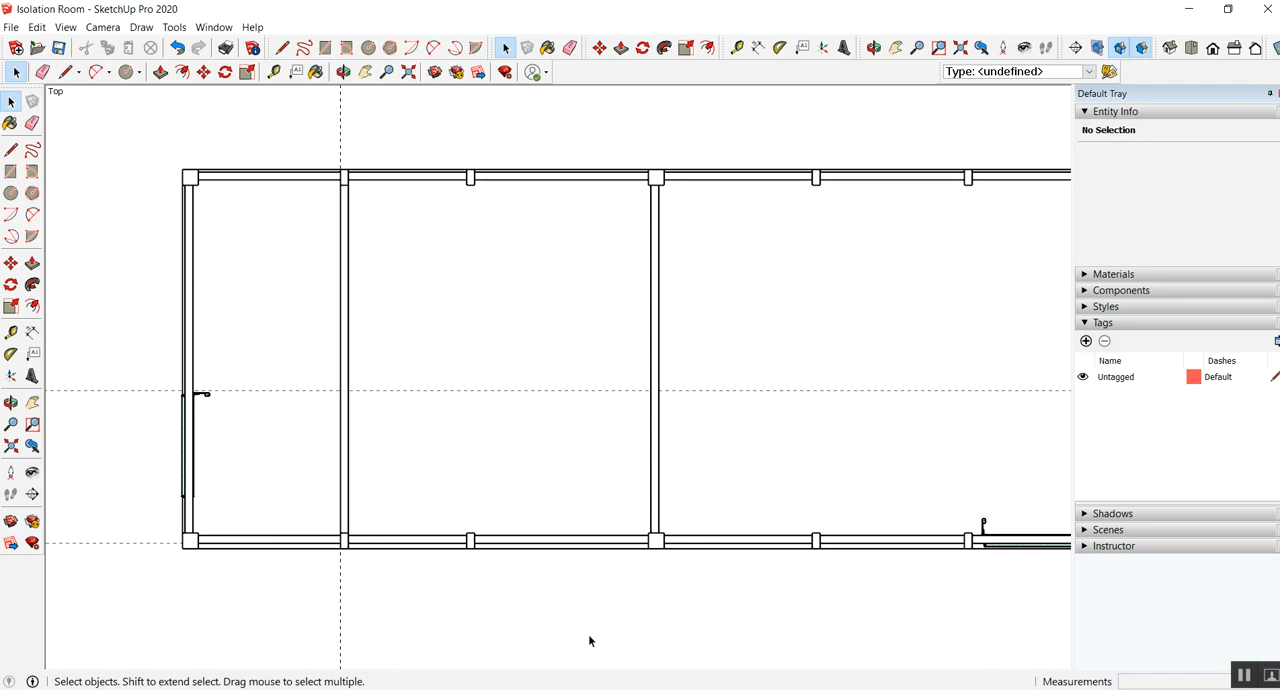 Isolation Room - SketchUp Pro 2020
File Edit View Camera Draw Tools Window Help
Type: <undefined>
Top
Default Tray
Entity Info
No Selection
Materials
Components
Styles
Tags
Name Dashes
Untagged Default
Shadows
Scenes
Instructor
Select objects. Shift to extend select. Drag mouse to select multiple.
Measurements